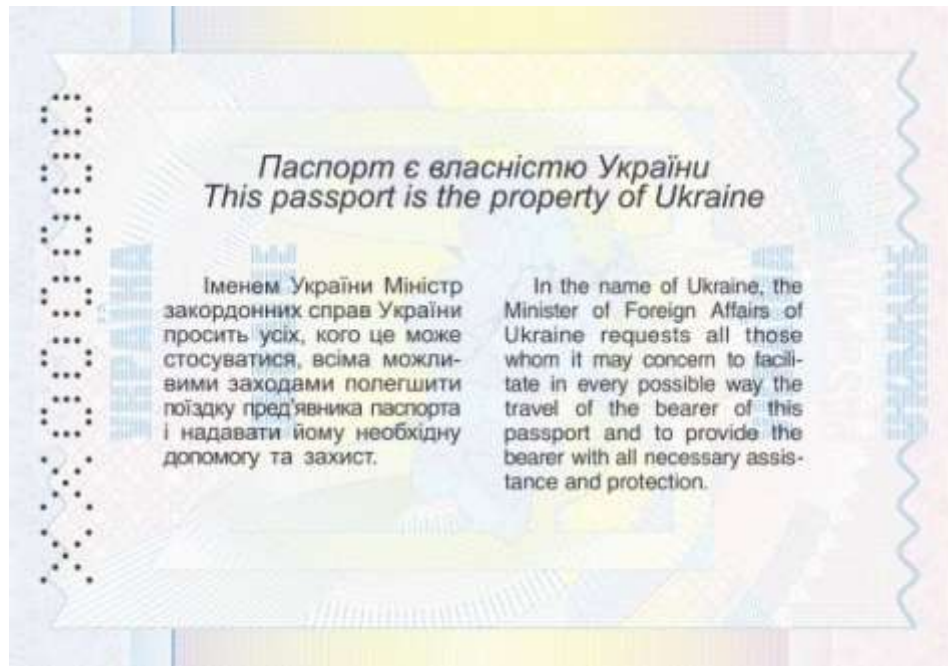 Паспорт є власністю України
This passport is the property of Ukraine
Іменем України Міністр
закордонних справ України
просить усіх, кого це може
стосуватися, всіма можли-
вими заходами полегшити
поїздку пред'явника паспорта
і надавати йому необхідну
допомогу та захист.
In the name of Ukraine, the
Minister of Foreign Affairs of
Ukraine requests all those
whom it may concern to facili-
tate in every possible way the
travel of the bearer of this
passport and to provide the
bearer with all necessary assis-
tance and protection.
УКРАЇНА
UKRAINE